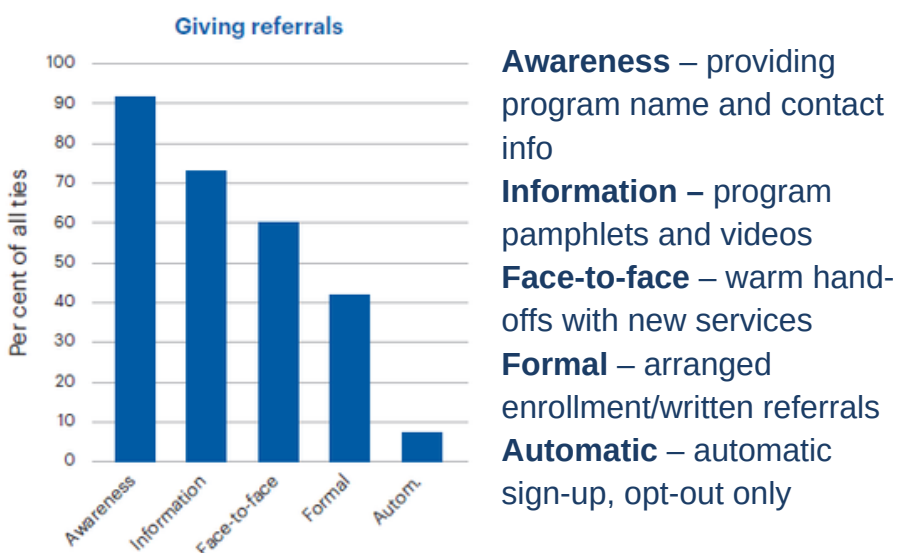 Giving referrals
100
90
80
70
60
50
40
30
20
10
0
Per cent of all ties
Awareness
Information
Face-to-face
Formal
Autom.
Awareness – providing
program name and contact
info
Information – program
pamphlets and videos
Face-to-face – warm hand-
offs with new services
Formal – arranged
enrollment/written referrals
Automatic – automatic
sign-up, opt-out only